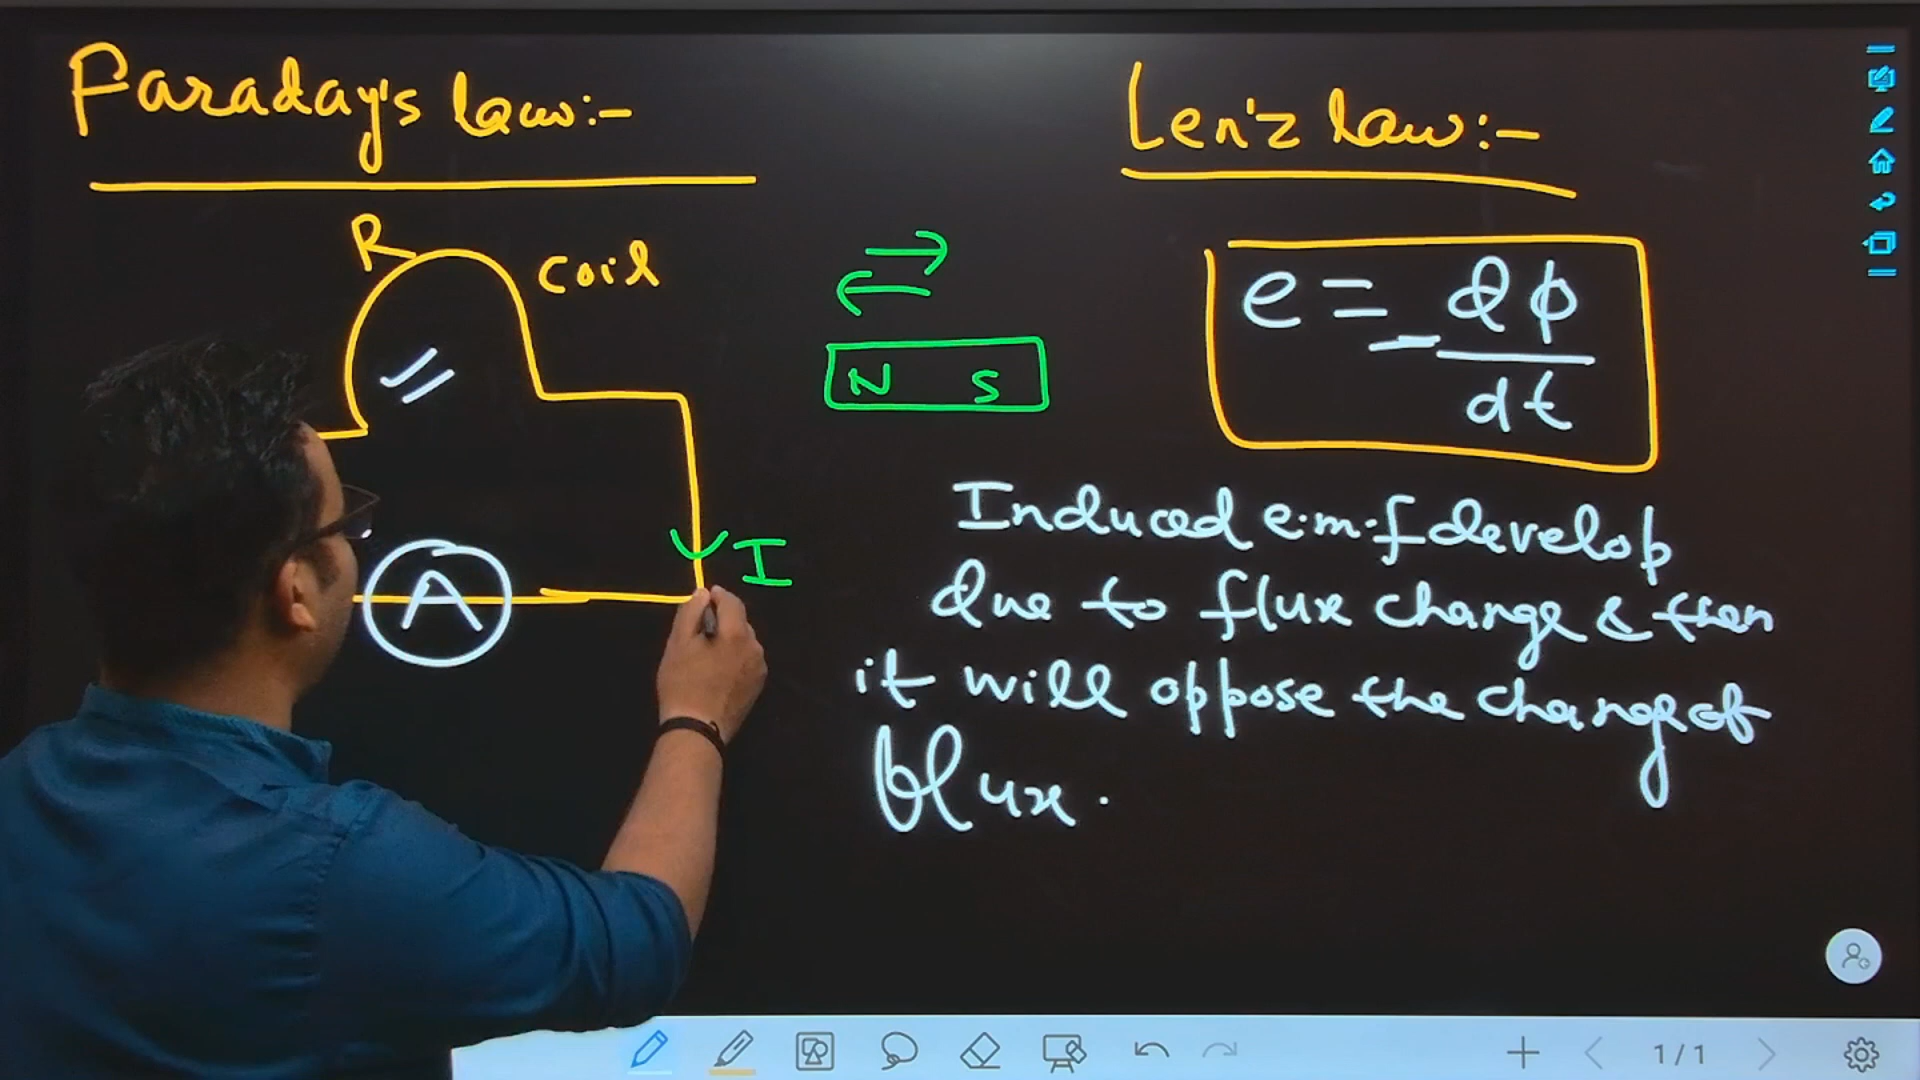 Faraday's law:-
Len'z law:-
R
coil
N S
e = - dϕ/dt
I
A
Induced e.m.f develop
due to flux change & then
it will oppose the change of
flux.
1/1